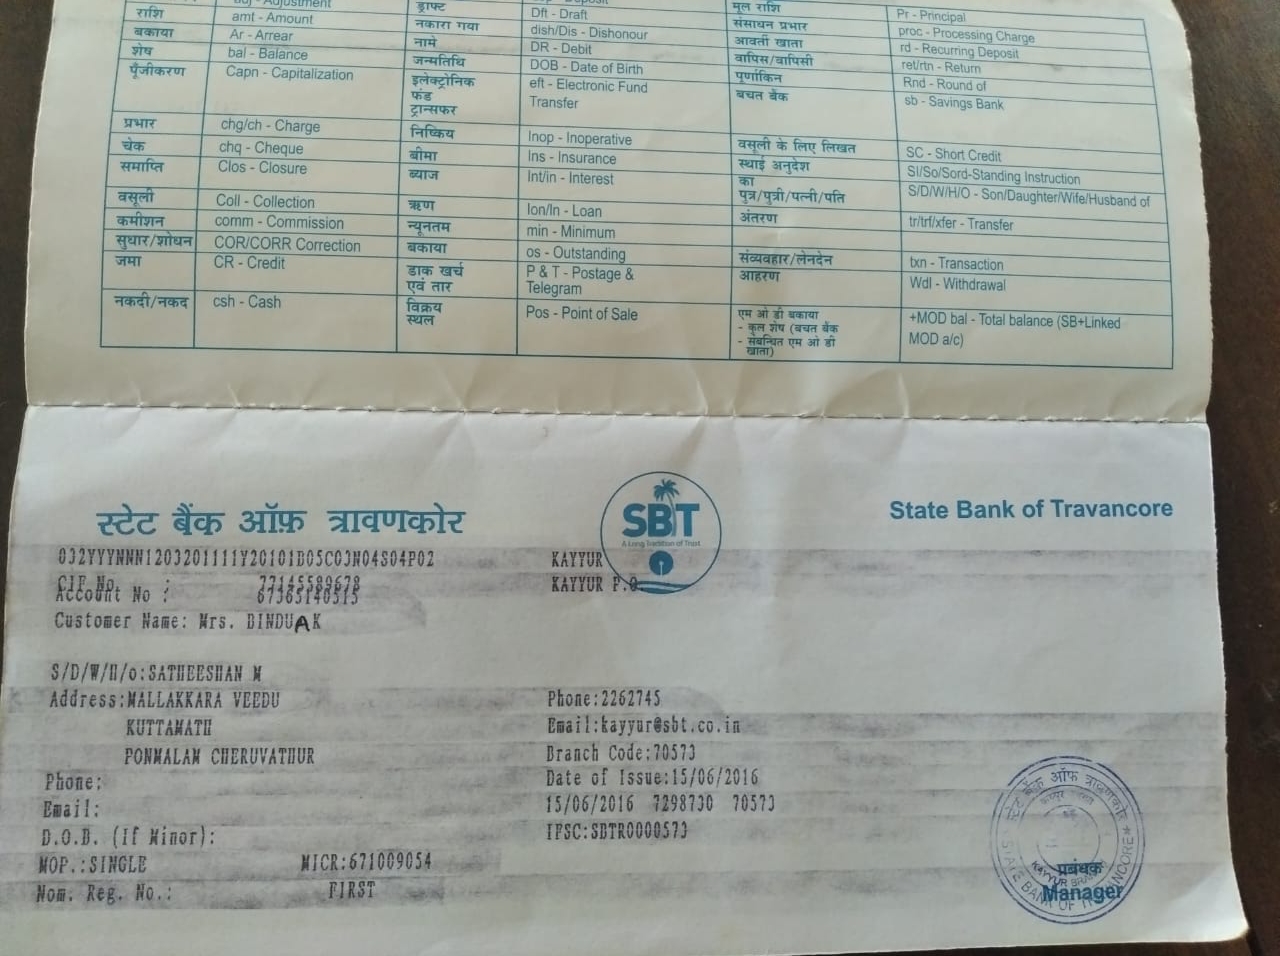 adj - Adjustment ड्राफ्ट Deposit मूल राशि Pr - Principal
राशि amt - Amount नकारा गया Dft - Draft संसाधन प्रभार proc - Processing Charge
बकाया Ar - Arrear नामे dish/Dis - Dishonour आवर्ती खाता rd - Recurring Deposit
शेष bal - Balance जन्मतिथि DR - Debit वापिस/वापिसी ret/rtn - Return
पूँजीकरण Capn - Capitalization इलेक्ट्रोनिक DOB - Date of Birth पूर्णांकन Rnd - Round of
फंड eft - Electronic Fund बचत बैंक sb - Savings Bank
ट्रान्सफर Transfer
प्रभार chg/ch - Charge निष्क्रिय Inop - Inoperative वसूली के लिए लिखत SC - Short Credit
चेक chq - Cheque बीमा Ins - Insurance स्थाई अनुदेश SI/So/Sord-Standing Instruction
समाप्ति Clos - Closure ब्याज Int/in - Interest का S/D/W/H/O - Son/Daughter/Wife/Husband of
पुत्र/पुत्री/पत्नी/पति
वसूली Coll - Collection ऋण lon/ln - Loan अंतरण tr/trf/xfer - Transfer
कमीशन comm - Commission न्यूनतम min - Minimum
सुधार/शोधन COR/CORR Correction बकाया os - Outstanding संव्यवहार/लेनदेन txn - Transaction
जमा CR - Credit डाक खर्च P & T - Postage & आहरण Wdl - Withdrawal
एवं तार Telegram
नकदी/नकद csh - Cash विक्रय Pos - Point of Sale एम ओ डी बकाया +MOD bal - Total balance (SB+Linked
स्थल - कुल शेष (बचत बैंक MOD a/c)
- संबन्धित एम ओ डी
खाता)
स्टेट बैंक ऑफ़ त्रावणकोर SBT State Bank of Travancore
A Long Tradition of Trust
032YYYNNN1203201111Y20101B05C03N04S04P02 KAYYUR
CIF No. : 77145589678 KAYYUR P.O.
Account No :
Customer Name: Mrs. BINDU A K
S/D/W/H/o:SATHEESHAN M
Address:MALLAKKARA VEEDU Phone:2262745
KUTTAMATH Email:kayyur@sbt.co.in
PONMALAM CHERUVATHUR Branch Code:70573
Phone: Date of Issue:15/06/2016
Email: 15/06/2016 7298730 70573
D.O.B. (If Minor): IFSC:SBTR0000573
MOP.:SINGLE MICR:671009054
Nom. Reg. No.: FIRST
स्टेट बैंक ऑफ त्रावणकोर
STATE BANK OF TRAVANCORE
KAYYUR BRANCH
प्रबंधक
Manager